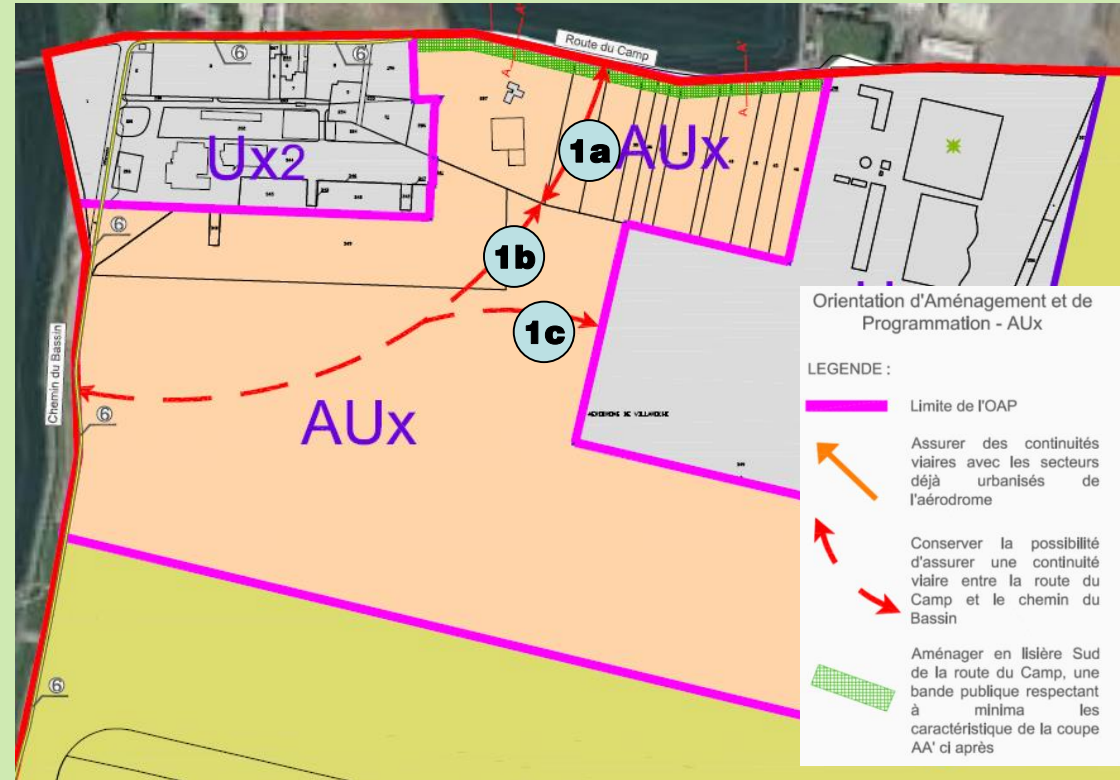 Route du Camp
A
A
A'
A'
6
6
Ux2
1a
AUx
6
1b
1c
Chemin du Bassin
6
AUx
AERODROME DE VILLAROCHE
6
Orientation d'Aménagement et de
Programmation - AUx
LEGENDE :
Limite de l'OAP
Assurer des continuités
viaires avec les secteurs
déjà urbanisés de
l'aérodrome
Conserver la possibilité
d'assurer une continuité
viaire entre la route du
Camp et le chemin du
Bassin
Aménager en lisère Sud
de la route du Camp, une
bande publique respectant
à minima les
caractéristique de la coupe
AA' ci après